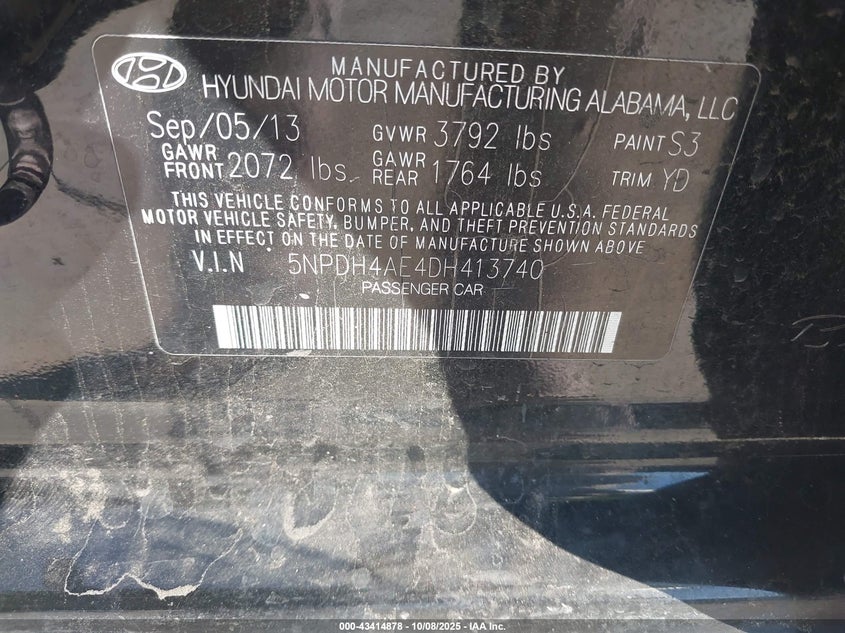 MANUFACTURED BY
HYUNDAI MOTOR MANUFACTURING ALABAMA, LLC
Sep/05/13 GVWR 3792 lbs PAINT S3
GAWR FRONT 2072 lbs. GAWR REAR 1764 lbs TRIM YD
THIS VEHICLE CONFORMS TO ALL APPLICABLE U.S.A. FEDERAL
MOTOR VEHICLE SAFETY, BUMPER, AND THEFT PREVENTION STANDARDS
IN EFFECT ON THE DATE OF MANUFACTURE SHOWN ABOVE.
V.I.N 5NPDH4AE4DH413740
PASSENGER CAR
000-43414878 - 10/08/2025 - IAA Inc.